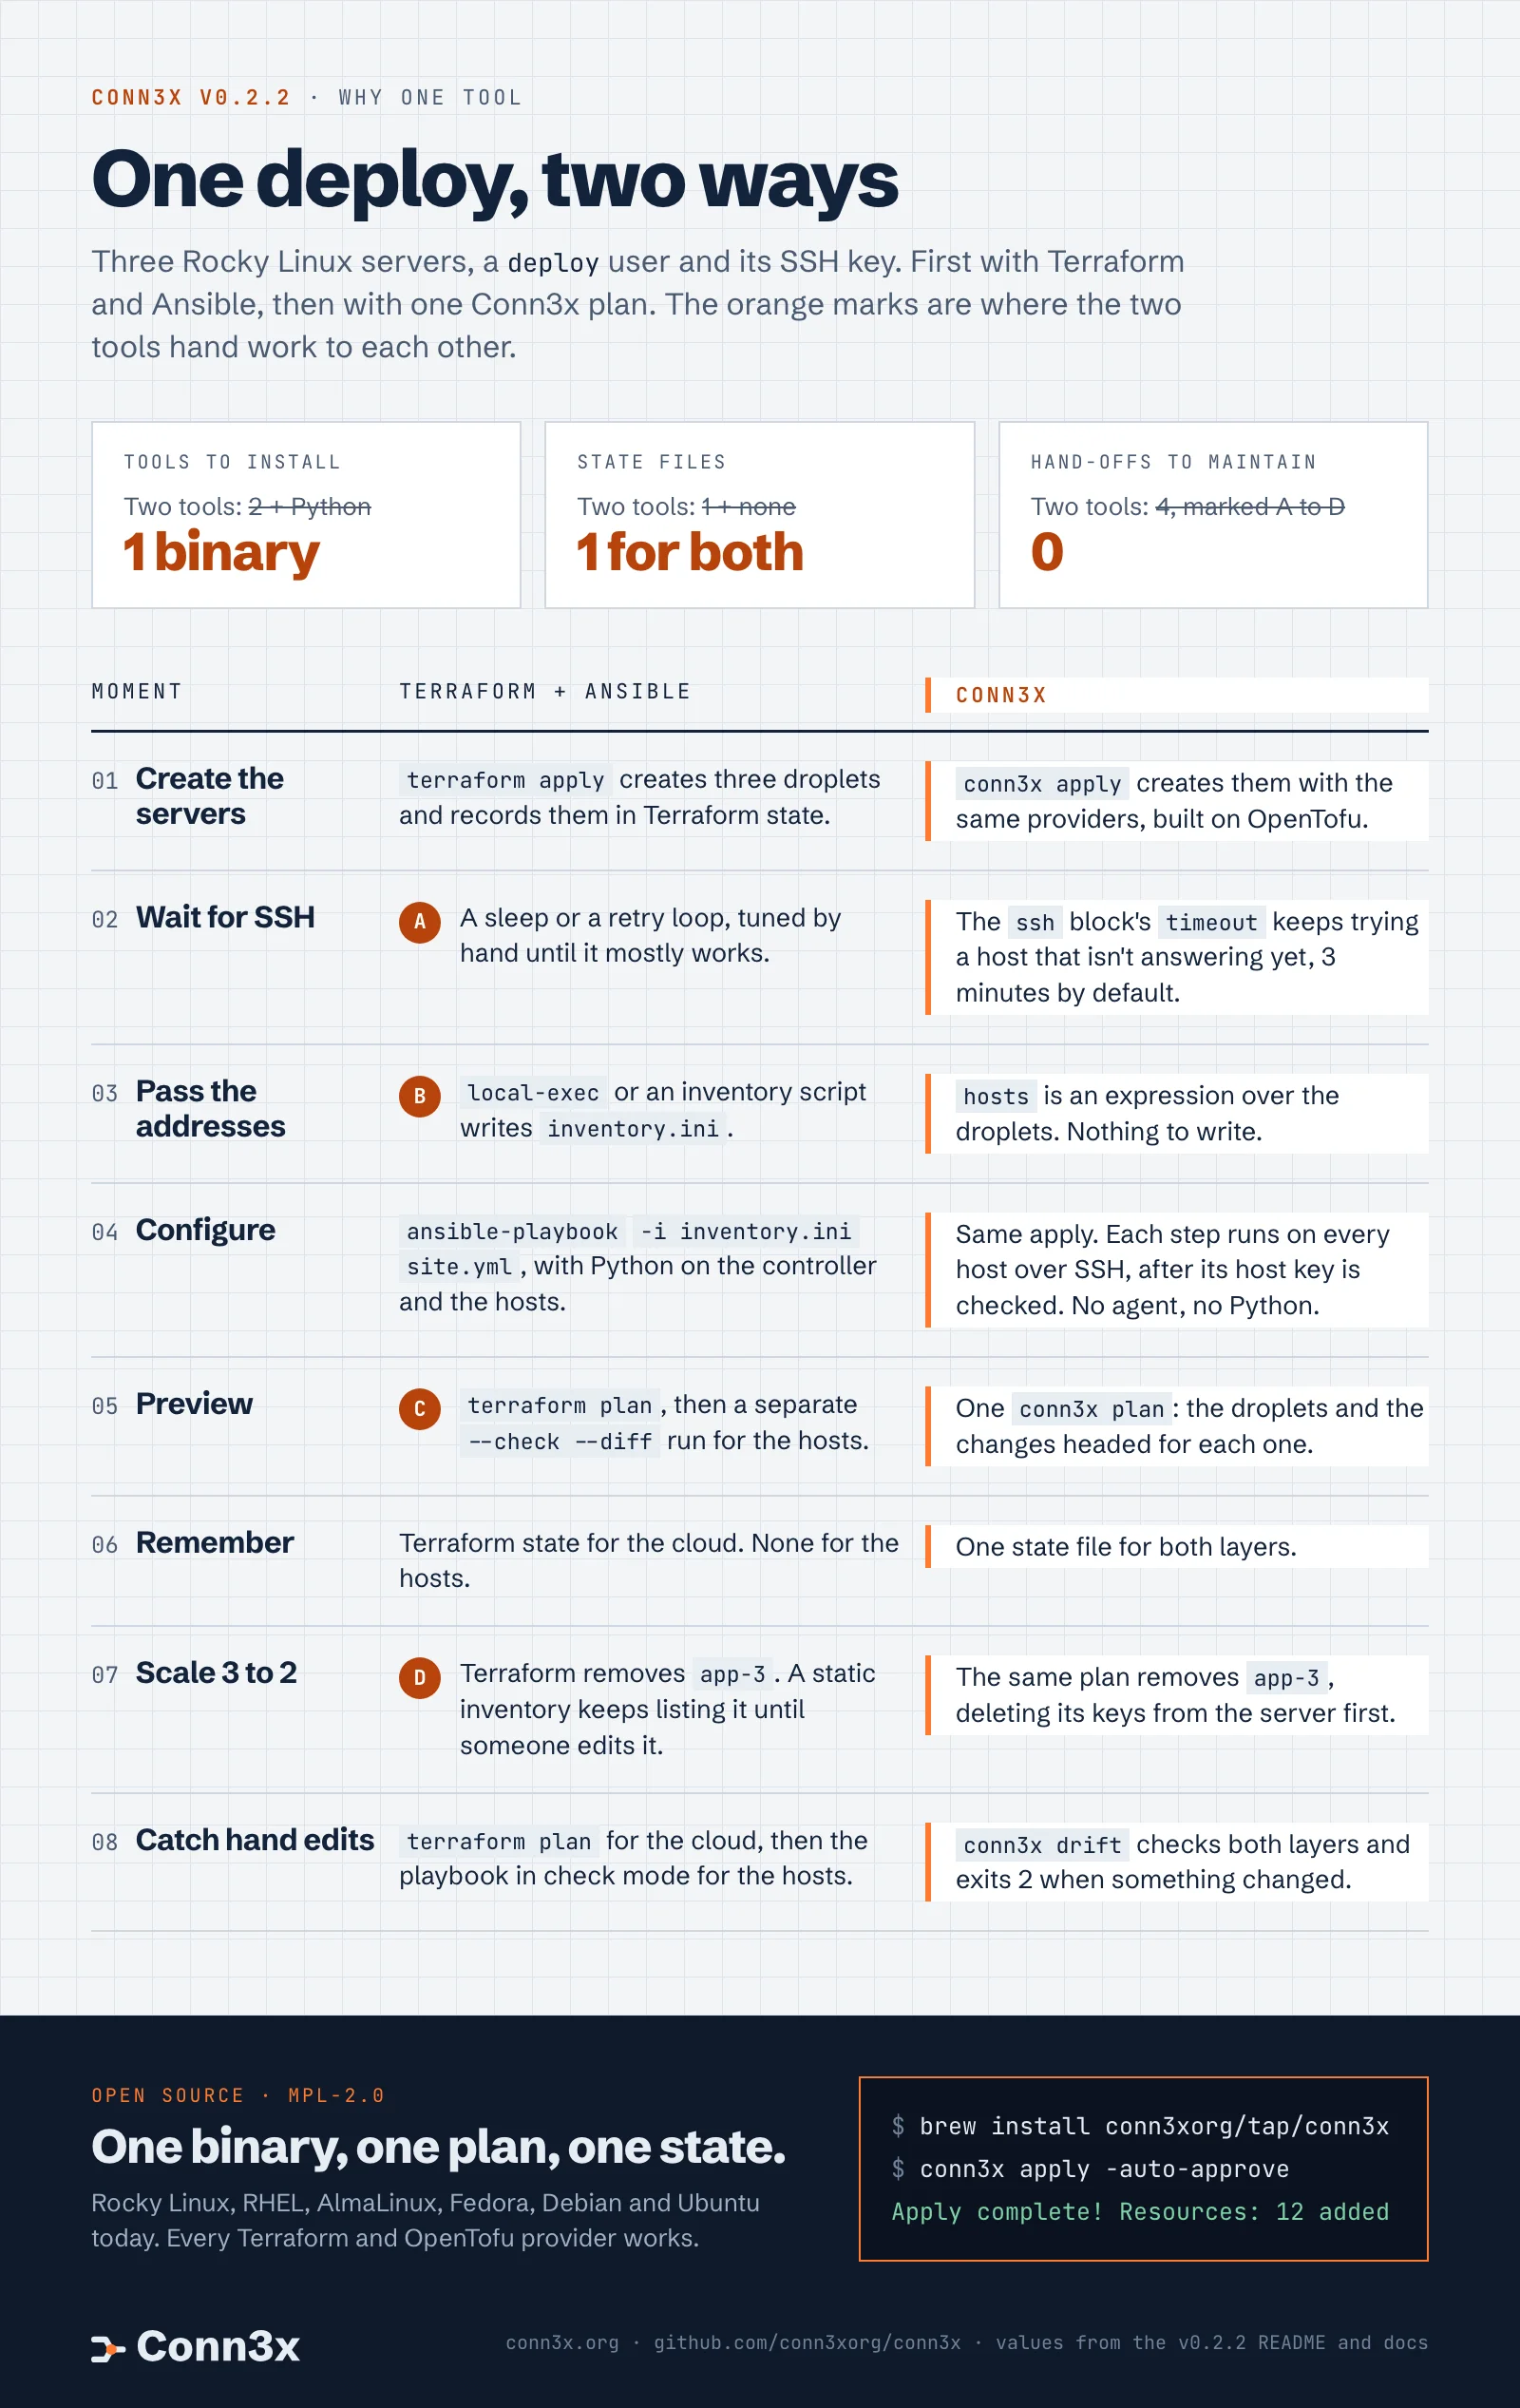 CONN3X V0.2.2 · WHY ONE TOOL
One deploy, two ways
Three Rocky Linux servers, a deploy user and its SSH key. First with Terraform
and Ansible, then with one Conn3x plan. The orange marks are where the two
tools hand work to each other.
TOOLS TO INSTALL
Two tools: 2 + Python
1 binary
STATE FILES
Two tools: 1 + none
1 for both
HAND-OFFS TO MAINTAIN
Two tools: 4, marked A to D
0
MOMENT
TERRAFORM + ANSIBLE
CONN3X
01 Create the
servers
terraform apply creates three droplets
and records them in Terraform state.
conn3x apply creates them with the
same providers, built on OpenTofu.
02 Wait for SSH
A
A sleep or a retry loop, tuned by
hand until it mostly works.
The ssh block's timeout keeps trying
a host that isn't answering yet, 3
minutes by default.
03 Pass the
addresses
B
local-exec or an inventory script
writes inventory.ini.
hosts is an expression over the
droplets. Nothing to write.
04 Configure
ansible-playbook -i inventory.ini
site.yml, with Python on the controller
and the hosts.
Same apply. Each step runs on every
host over SSH, after its host key is
checked. No agent, no Python.
05 Preview
C
terraform plan, then a separate
--check --diff run for the hosts.
One conn3x plan: the droplets and the
changes headed for each one.
06 Remember
Terraform state for the cloud. None for the
hosts.
One state file for both layers.
07 Scale 3 to 2
D
Terraform removes app-3. A static
inventory keeps listing it until
someone edits it.
The same plan removes app-3,
deleting its keys from the server first.
08 Catch hand edits
terraform plan for the cloud, then the
playbook in check mode for the hosts.
conn3x drift checks both layers and
exits 2 when something changed.
OPEN SOURCE · MPL-2.0
One binary, one plan, one state.
Rocky Linux, RHEL, AlmaLinux, Fedora, Debian and Ubuntu
today. Every Terraform and OpenTofu provider works.
$ brew install conn3xorg/tap/conn3x
$ conn3x apply -auto-approve
Apply complete! Resources: 12 added
Conn3x
conn3x.org · github.com/conn3xorg/conn3x · values from the v0.2.2 README and docs